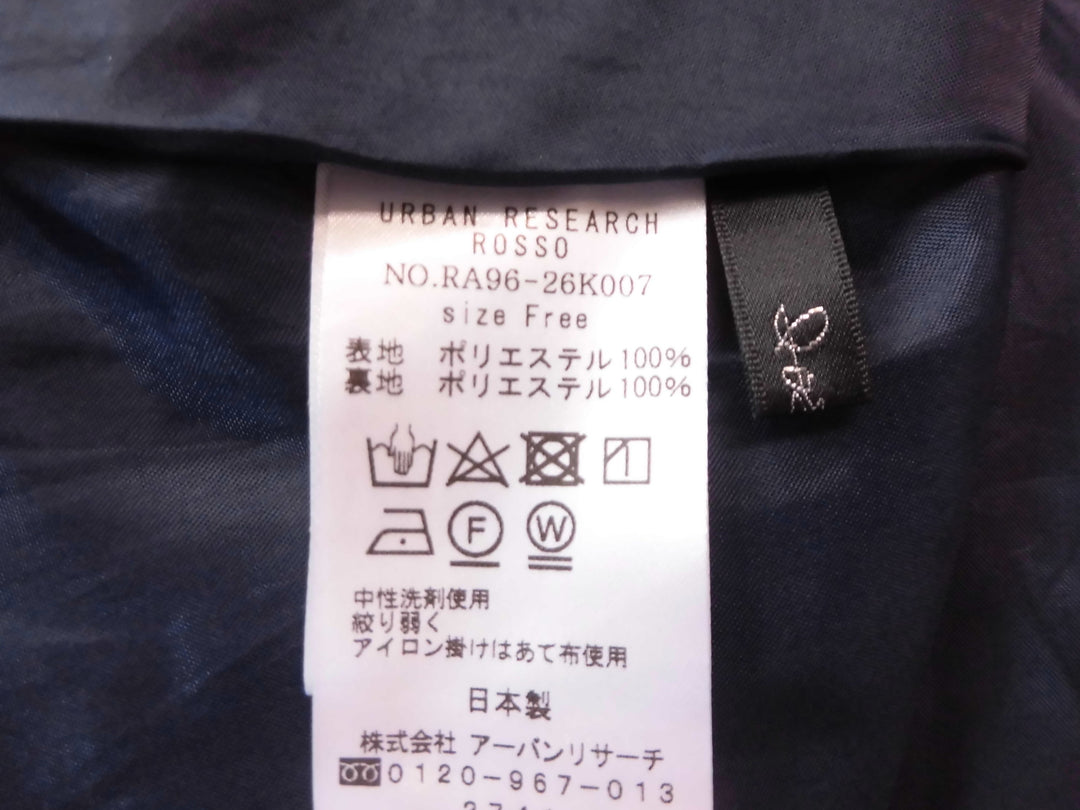 URBAN RESEARCH
ROSSO
NO.RA96-26K007
size Free
表地 ポリエステル100%
裏地 ポリエステル100%
F W
中性洗剤使用
絞り弱く
アイロン掛けはあて布使用
日本製
株式会社 アーバンリサーチ
0120-967-013